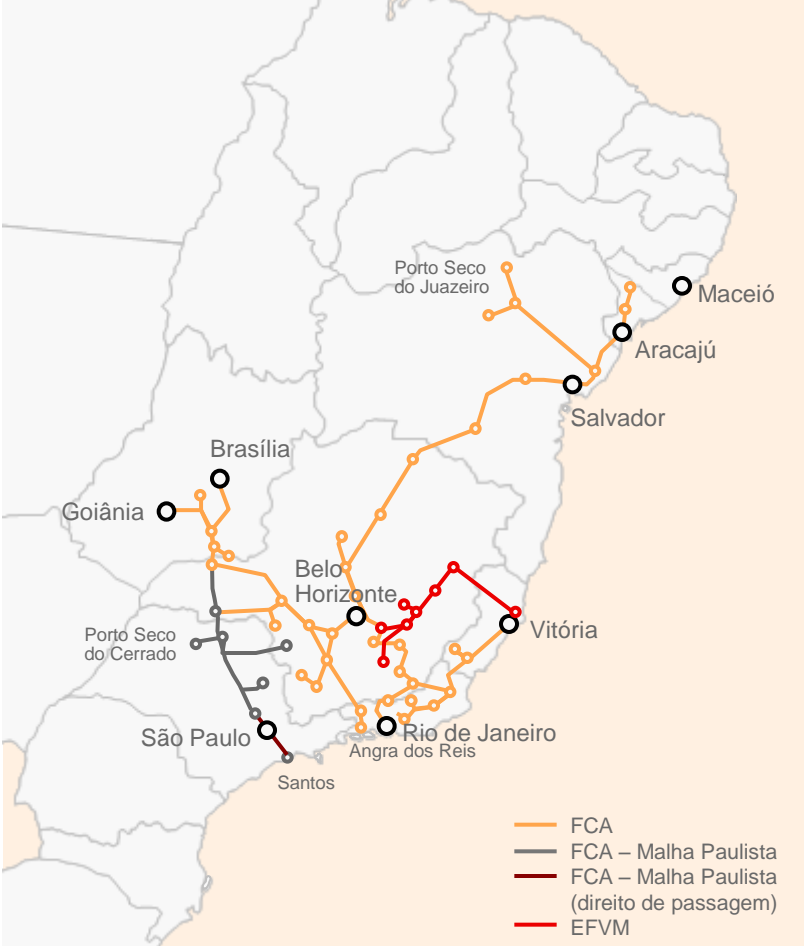 Porto Seco
do Juazeiro
Maceió
Aracajú
Salvador
Brasília
Goiânia
Belo
Horizonte
Vitória
Porto Seco
do Cerrado
São Paulo
Rio de Janeiro
Angra dos Reis
Santos
FCA
FCA – Malha Paulista
FCA – Malha Paulista
(direito de passagem)
EFVM